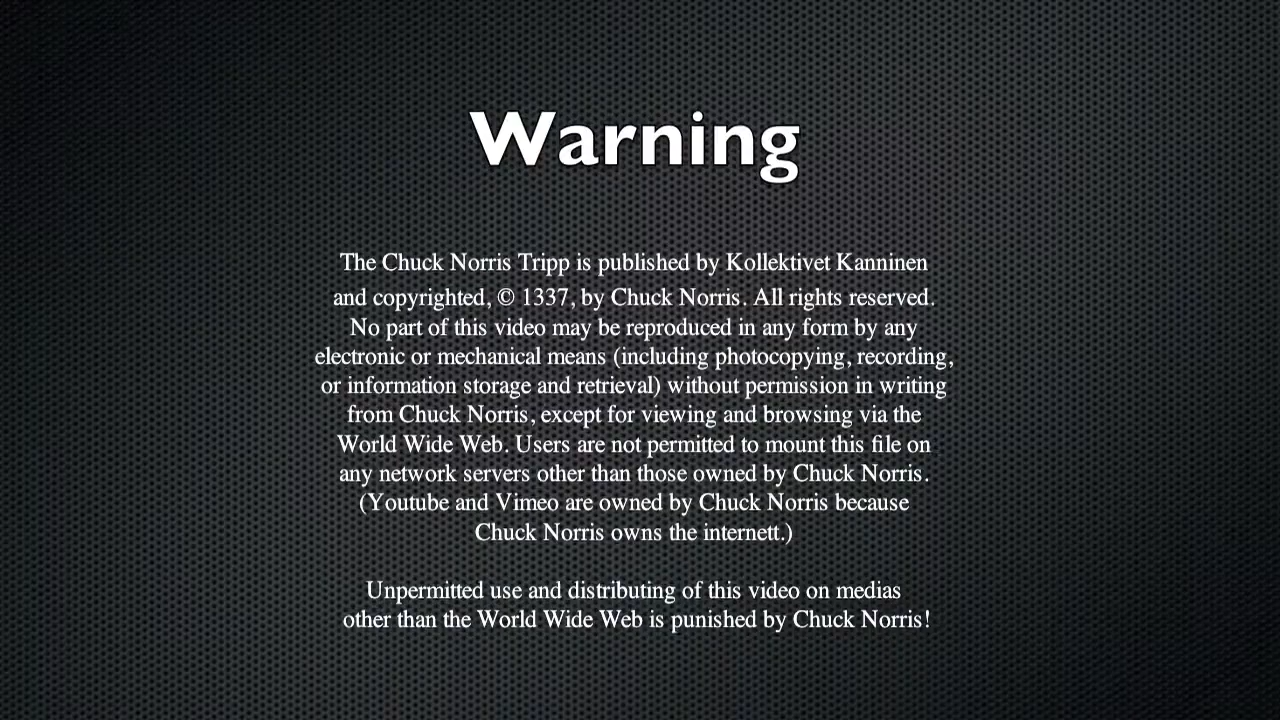 Warning
The Chuck Norris Tripp is published by Kollektivet Kanninen
and copyrighted, © 1337, by Chuck Norris. All rights reserved.
No part of this video may be reproduced in any form by any
electronic or mechanical means (including photocopying, recording,
or information storage and retrieval) without permission in writing
from Chuck Norris, except for viewing and browsing via the
World Wide Web. Users are not permitted to mount this file on
any network servers other than those owned by Chuck Norris.
(Youtube and Vimeo are owned by Chuck Norris because
Chuck Norris owns the internett.)
Unpermitted use and distributing of this video on medias
other than the World Wide Web is punished by Chuck Norris!